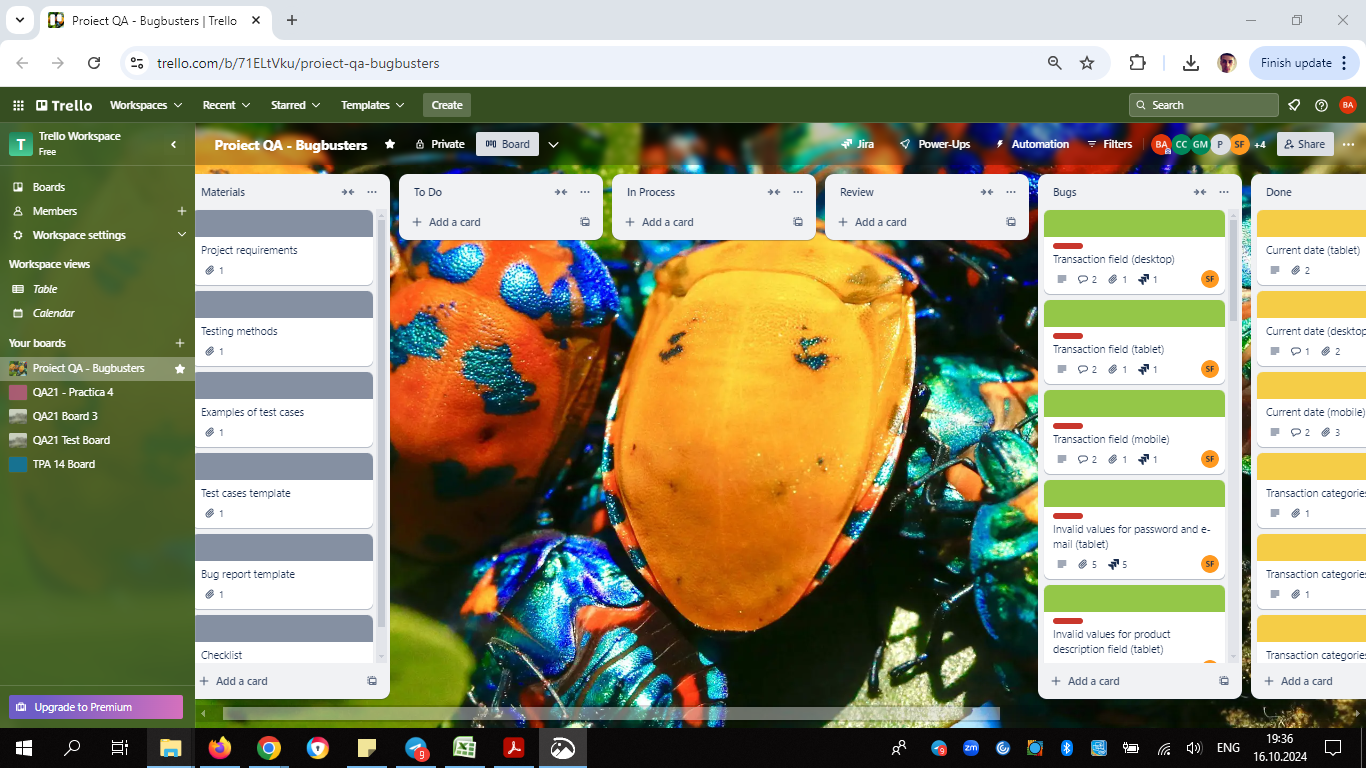 Proiect QA - Bugbusters | Trello
trello.com/b/71ELtVku/proiect-qa-bugbusters
Finish update
Trello
Workspaces
Recent
Starred
Templates
Create
Search
BA
T
Trello Workspace
Free
Proiect QA - Bugbusters
Private
Board
Jira
Power-Ups
Automation
Filters
BA
CC
GM
P
SF
+4
Share
Boards
Members
Workspace settings
Workspace views
Table
Calendar
Your boards
Proiect QA - Bugbusters
QA21 - Practica 4
QA21 Board 3
QA21 Test Board
TPA 14 Board
Upgrade to Premium
Materials
Project requirements
1
Testing methods
1
Examples of test cases
1
Test cases template
1
Bug report template
1
Checklist
Add a card
To Do
Add a card
In Process
Add a card
Review
Add a card
Bugs
Transaction field (desktop)
2 1 1
SF
Transaction field (tablet)
2 1 1
SF
Transaction field (mobile)
2 1 1
SF
Invalid values for password and e-
mail (tablet)
5 5
SF
Invalid values for product
description field (tablet)
Add a card
Done
Current date (tablet)
2
Current date (desktop
1 2
Current date (mobile)
2 3
Transaction categories
1
Transaction categories
1
Transaction categories
Add a card
9
zm
9
ENG
19:36
16.10.2024